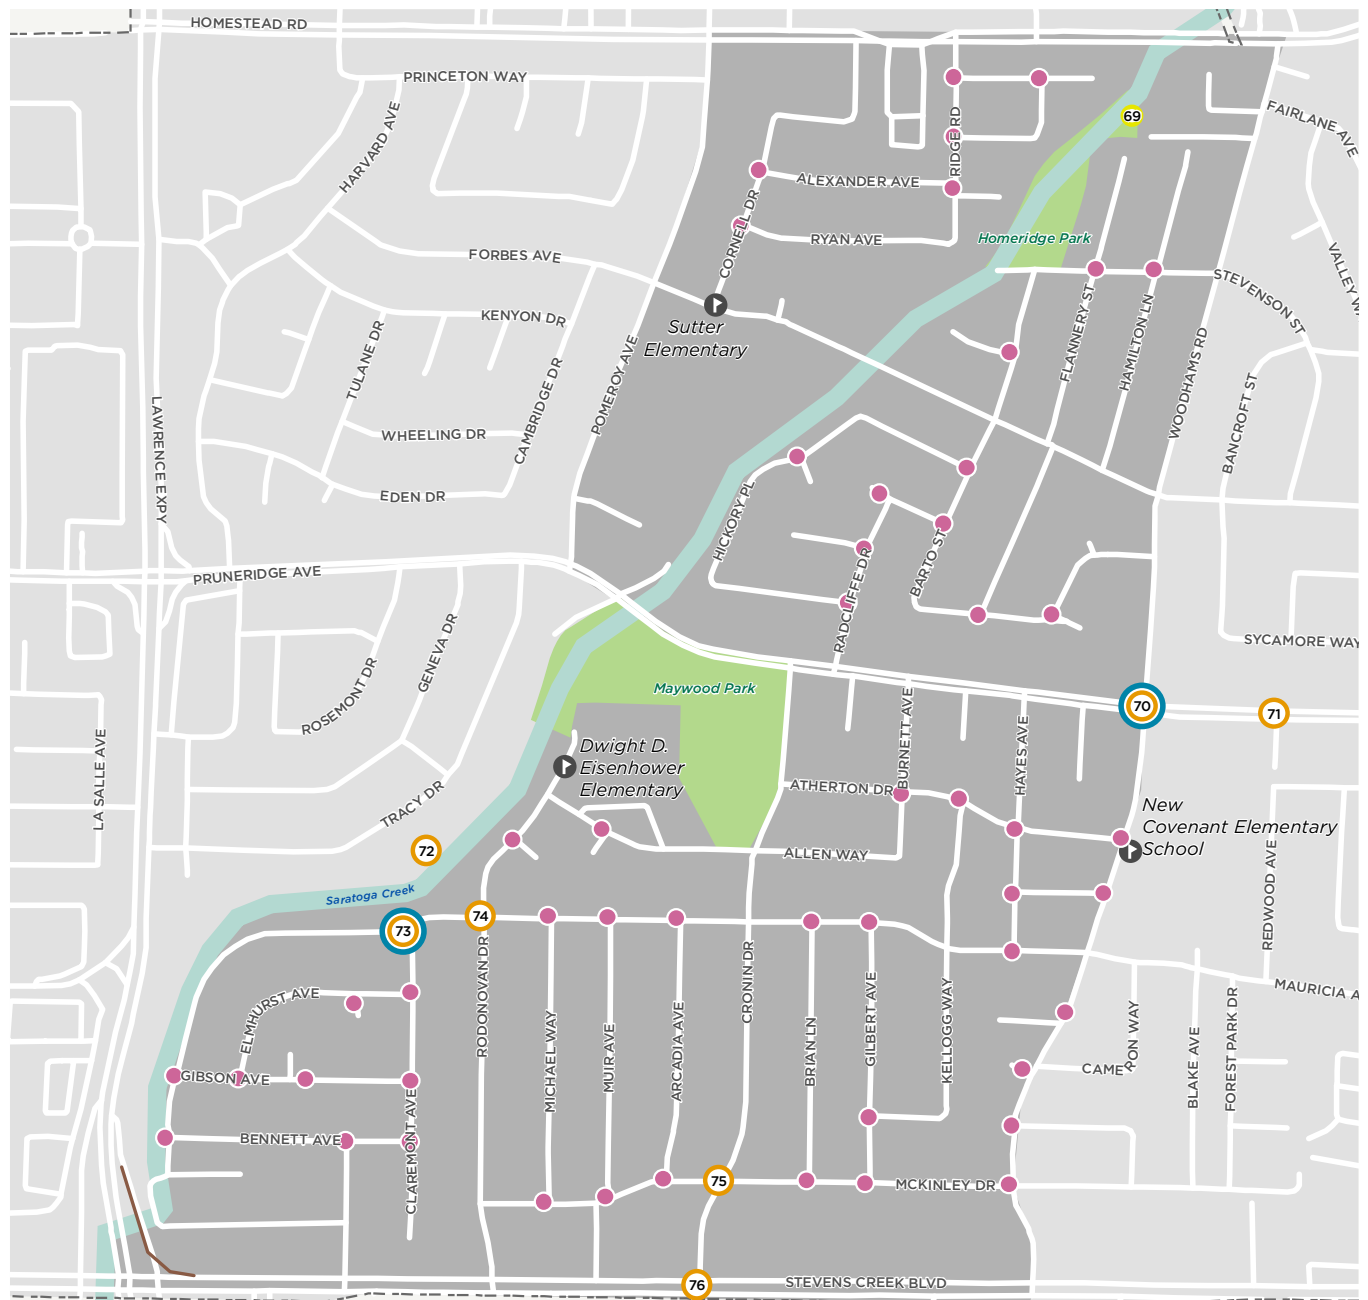 HOMESTEAD RD
PRINCETON WAY
HARVARD AVE
FAIRLANE AVE
69
RIDGE RD
ALEXANDER AVE
CORNELL DR
RYAN AVE
Homeridge Park
FORBES AVE
STEVENSON ST
VALLEY W
KENYON DR
Sutter
Elementary
TULANE DR
POMEROY AVE
FLANNERY ST
HAMILTON LN
WOODHAMS RD
CAMBRIDGE DR
BANCROFT ST
LAWRENCE EXPY
WHEELING DR
EDEN DR
HICKORY PL
BARTO ST
RADCLIFFE DR
PRUNERIDGE AVE
GENEVA DR
SYCAMORE WAY
ROSEMONT DR
Maywood Park
70
71
LA SALLE AVE
Dwight D.
Eisenhower
Elementary
BURNETT AVE
HAYES AVE
ATHERTON DR
TRACY DR
New
Covenant Elementary
School
72
ALLEN WAY
Saratoga Creek
REDWOOD AVE
73
74
RODONOVAN DR
CRONIN DR
ELMHURST AVE
MAURICIA A
MICHAEL WAY
MUIR AVE
ARCADIA AVE
BRIAN LN
GILBERT AVE
KELLOGG WAY
CAMERON WAY
BLAKE AVE
FOREST PARK DR
GIBSON AVE
BENNETT AVE
CLAREMONT AVE
75
MCKINLEY DR
76
STEVENS CREEK BLVD